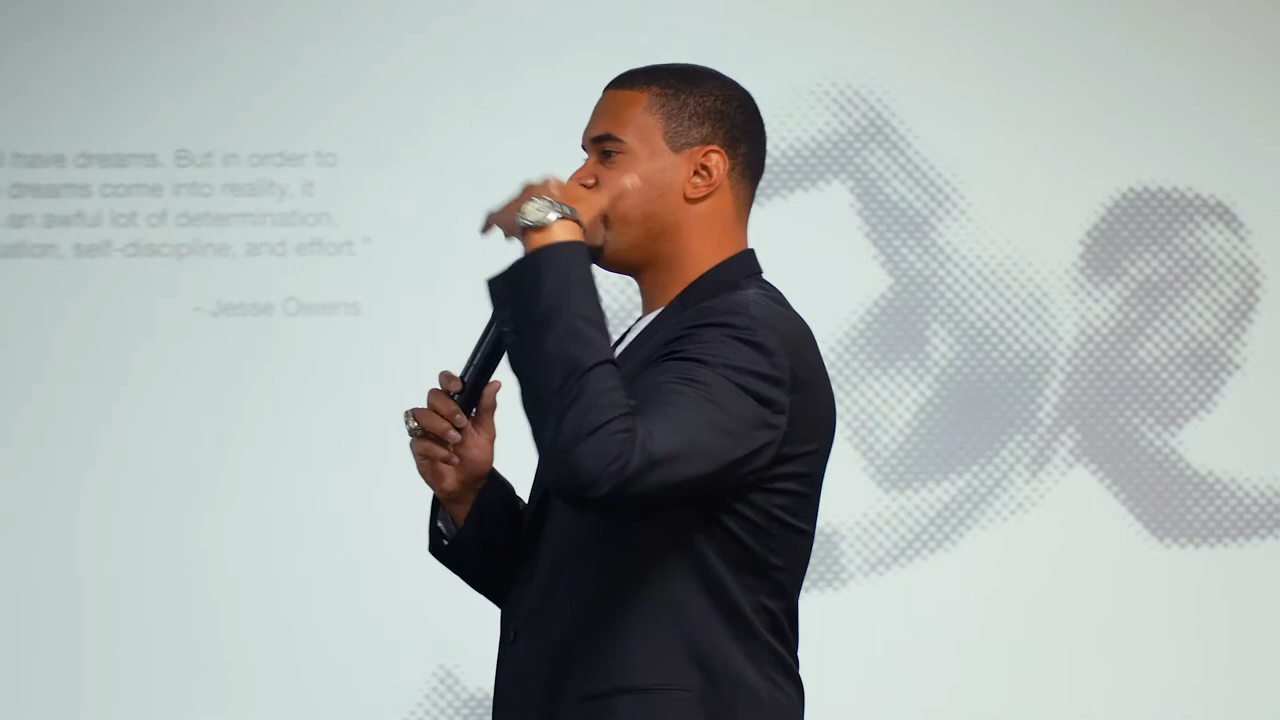 have dreams. But in order to
dreams come into reality, it
an awful lot of determination,
self-discipline, and effort."
- Jesse Owens